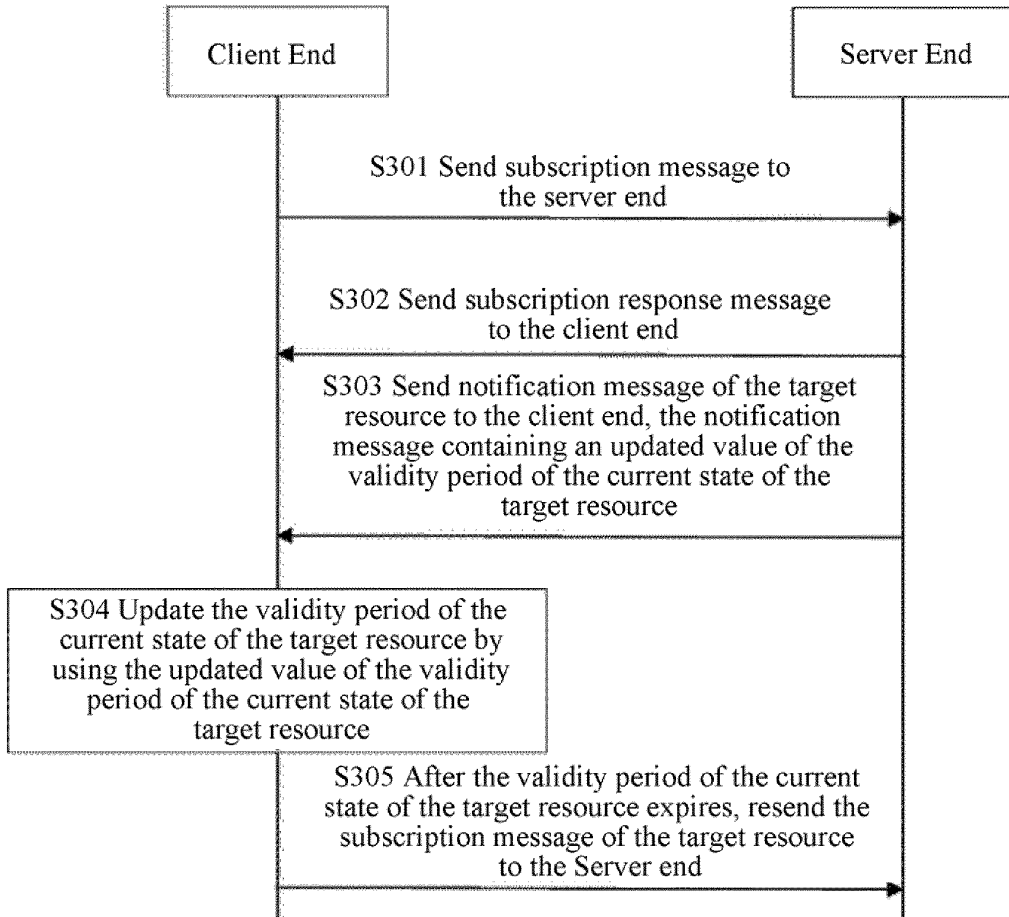 Client End
Server End
S301 Send subscription message to
the server end
S302 Send subscription response message
to the client end
S303 Send notification message of the target
resource to the client end, the notification
message containing an updated value of the
validity period of the current state of the
target resource
S304 Update the validity period of the
current state of the target resource by
using the updated value of the validity
period of the current state of the
target resource
S305 After the validity period of the current
state of the target resource expires, resend the
subscription message of the target resource
to the Server end